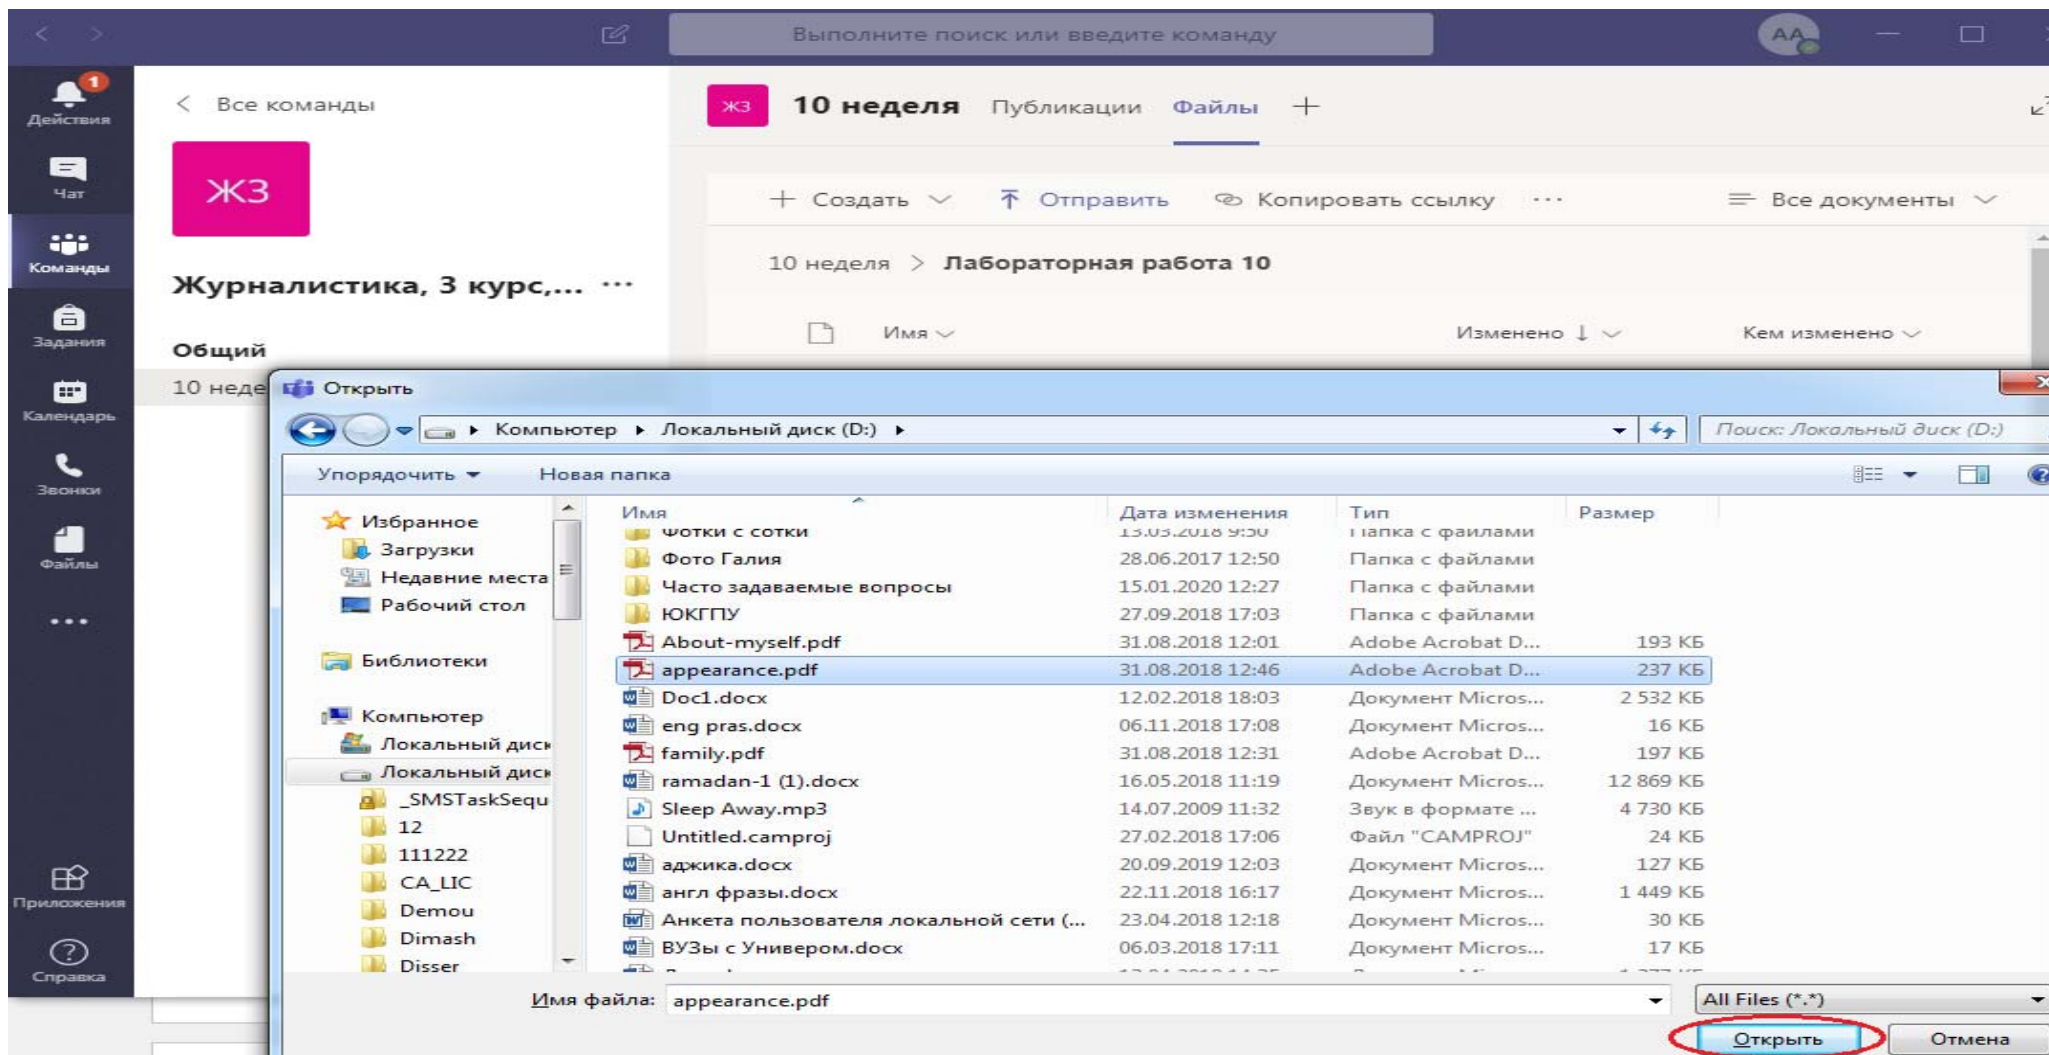 Выполните поиск или введите команду
AA
1
Действия
Чат
Команды
Задания
Календарь
Звонки
Файлы
Приложения
Справка
Все команды
ЖЗ
Журналистика, 3 курс,... ...
Общий
10 неде
ЖЗ 10 неделя Публикации Файлы +
+ Создать Отправить Копировать ссылку ... Все документы
10 неделя > Лабораторная работа 10
Имя Изменено ↓ Кем изменено
Открыть
Компьютер Локальный диск (D:)
Поиск: Локальный диск (D:)
Упорядочить Новая папка
Избранное
Загрузки
Недавние места
Рабочий стол
Библиотеки
Компьютер
Локальный диск
Локальный диск
_SMSTaskSequ
12
111222
CA_LIC
Demou
Dimash
Disser
Имя Дата изменения Тип Размер
Фотки с сотки 13.03.2018 9:50 Папка с файлами
Фото Галия 28.06.2017 12:50 Папка с файлами
Часто задаваемые вопросы 15.01.2020 12:27 Папка с файлами
ЮКГПУ 27.09.2018 17:03 Папка с файлами
About-myself.pdf 31.08.2018 12:01 Adobe Acrobat D... 193 КБ
appearance.pdf 31.08.2018 12:46 Adobe Acrobat D... 237 КБ
Doc1.docx 12.02.2018 18:03 Документ Micros... 2 532 КБ
eng pras.docx 06.11.2018 17:08 Документ Micros... 16 КБ
family.pdf 31.08.2018 12:31 Adobe Acrobat D... 197 КБ
ramadan-1 (1).docx 16.05.2018 11:19 Документ Micros... 12 869 КБ
Sleep Away.mp3 14.07.2009 11:32 Звук в формате ... 4 730 КБ
Untitled.camproj 27.02.2018 17:06 Файл "CAMPROJ" 24 КБ
аджика.docx 20.09.2019 12:03 Документ Micros... 127 КБ
англ фразы.docx 22.11.2018 16:17 Документ Micros... 1 449 КБ
Анкета пользователя локальной сети (... 23.04.2018 12:18 Документ Micros... 30 КБ
ВУЗы с Универом.docx 06.03.2018 17:11 Документ Micros... 17 КБ
Имя файла: appearance.pdf All Files (*.*)
Открыть Отмена